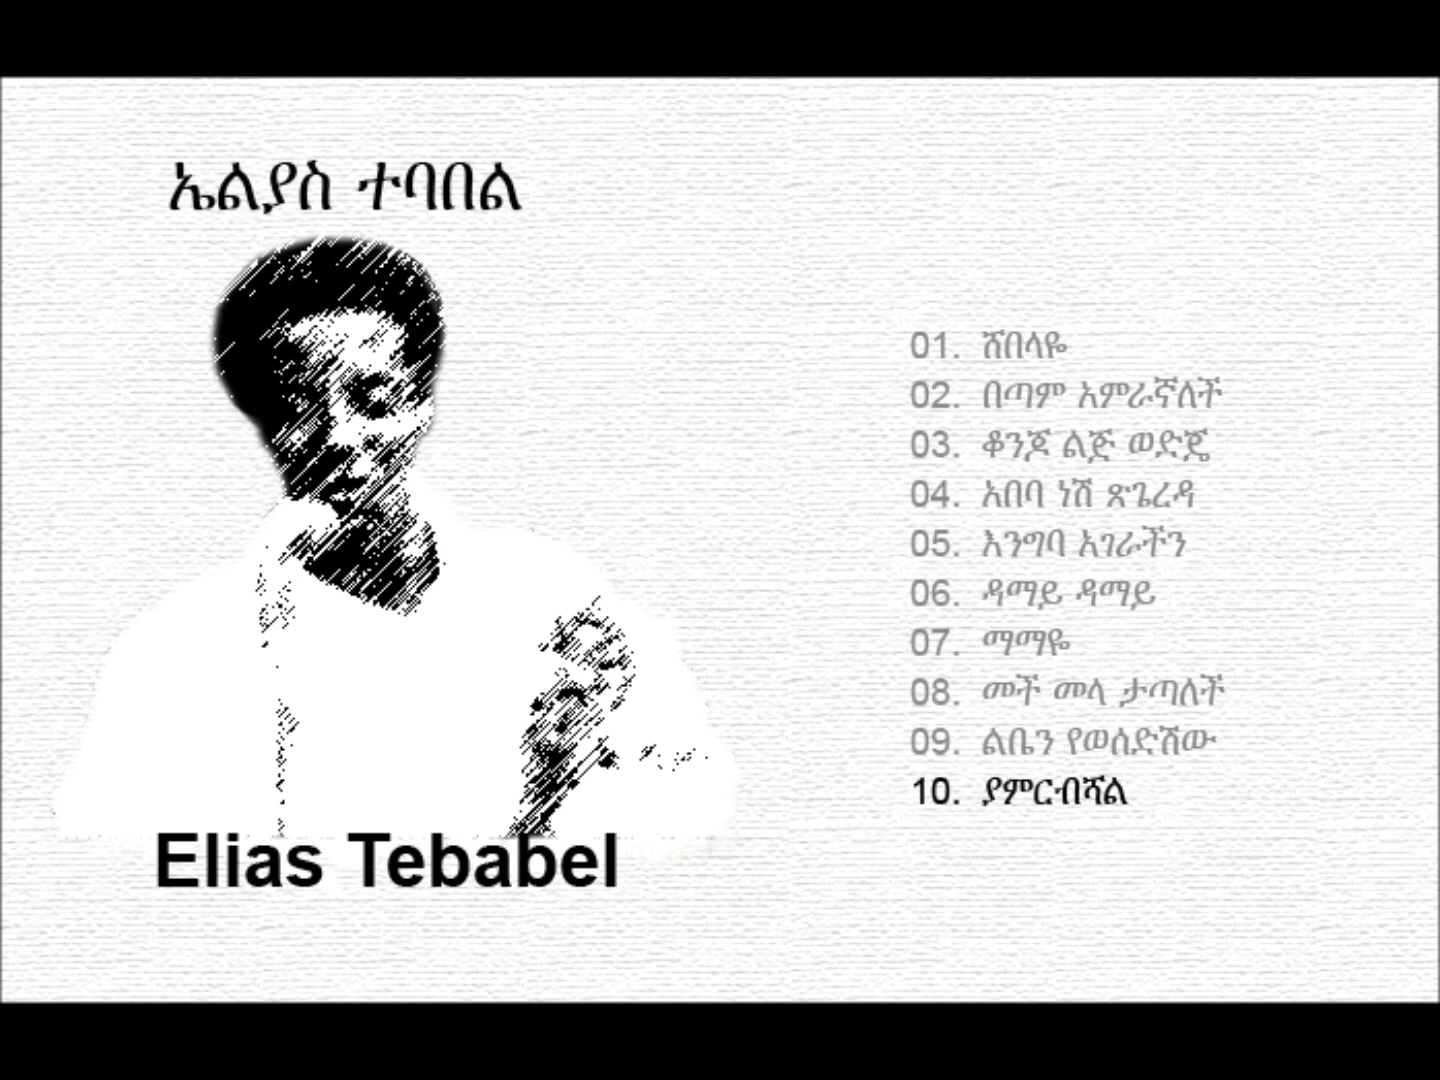 ኤልያስ ተባበል
01. ሸበላዬ
02. በጣም አምራኛለች
03. ቆንጆ ልጅ ወድጄ
04. አበባ ነሽ ጽጌረዳ
05. እንግባ አገራችን
06. ዳማይ ዳማይ
07. ማማዬ
08. መች መላ ታጣለች
09. ልቤን የወሰድሽው
10. ያምርብሻል
Elias Tebabel